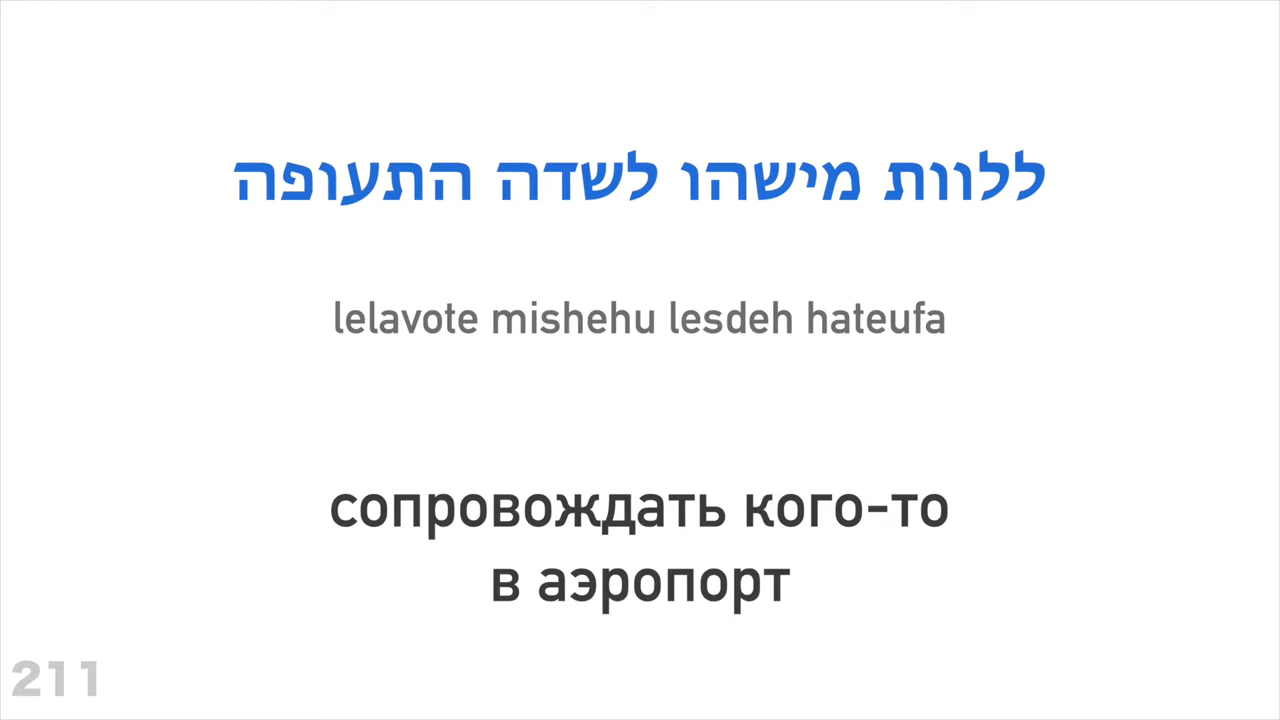 ללוות מישהו לשדה התעופה
lelavote mishehu lesdeh hateufa
сопровождать кого-то
в аэропорт
211